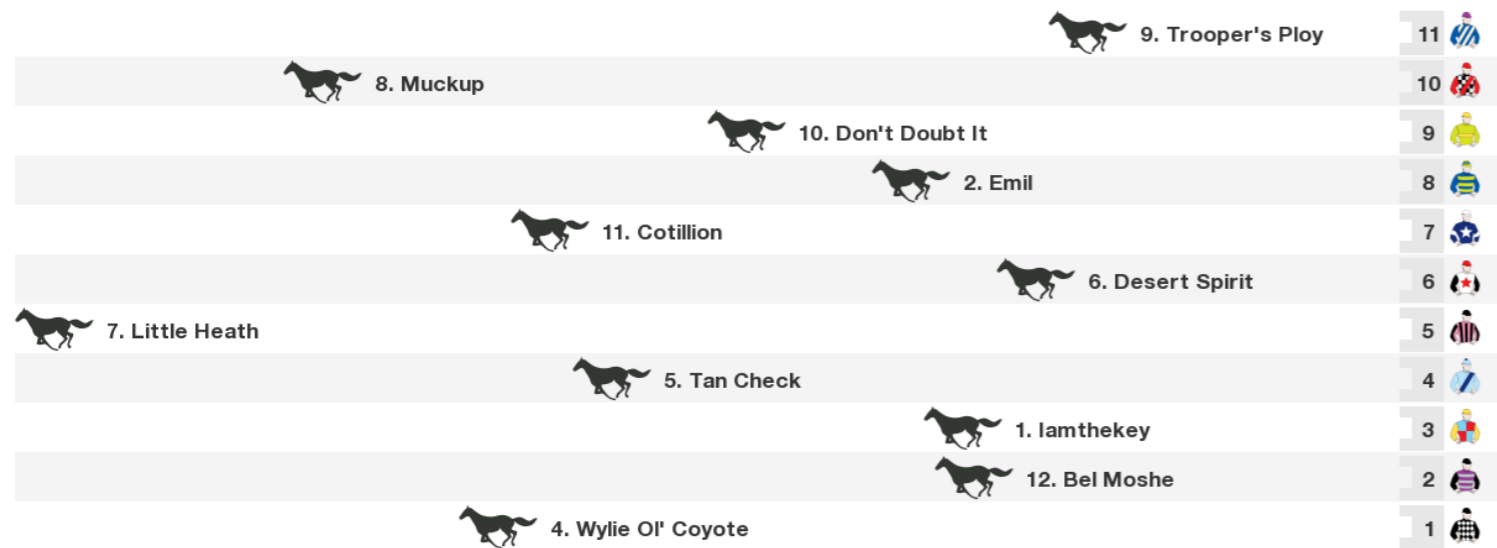 9. Trooper's Ploy 11
8. Muckup 10
10. Don't Doubt It 9
2. Emil 8
11. Cotillion 7
6. Desert Spirit 6
7. Little Heath 5
5. Tan Check 4
1. Iamthekey 3
12. Bel Moshe 2
4. Wylie Ol' Coyote 1